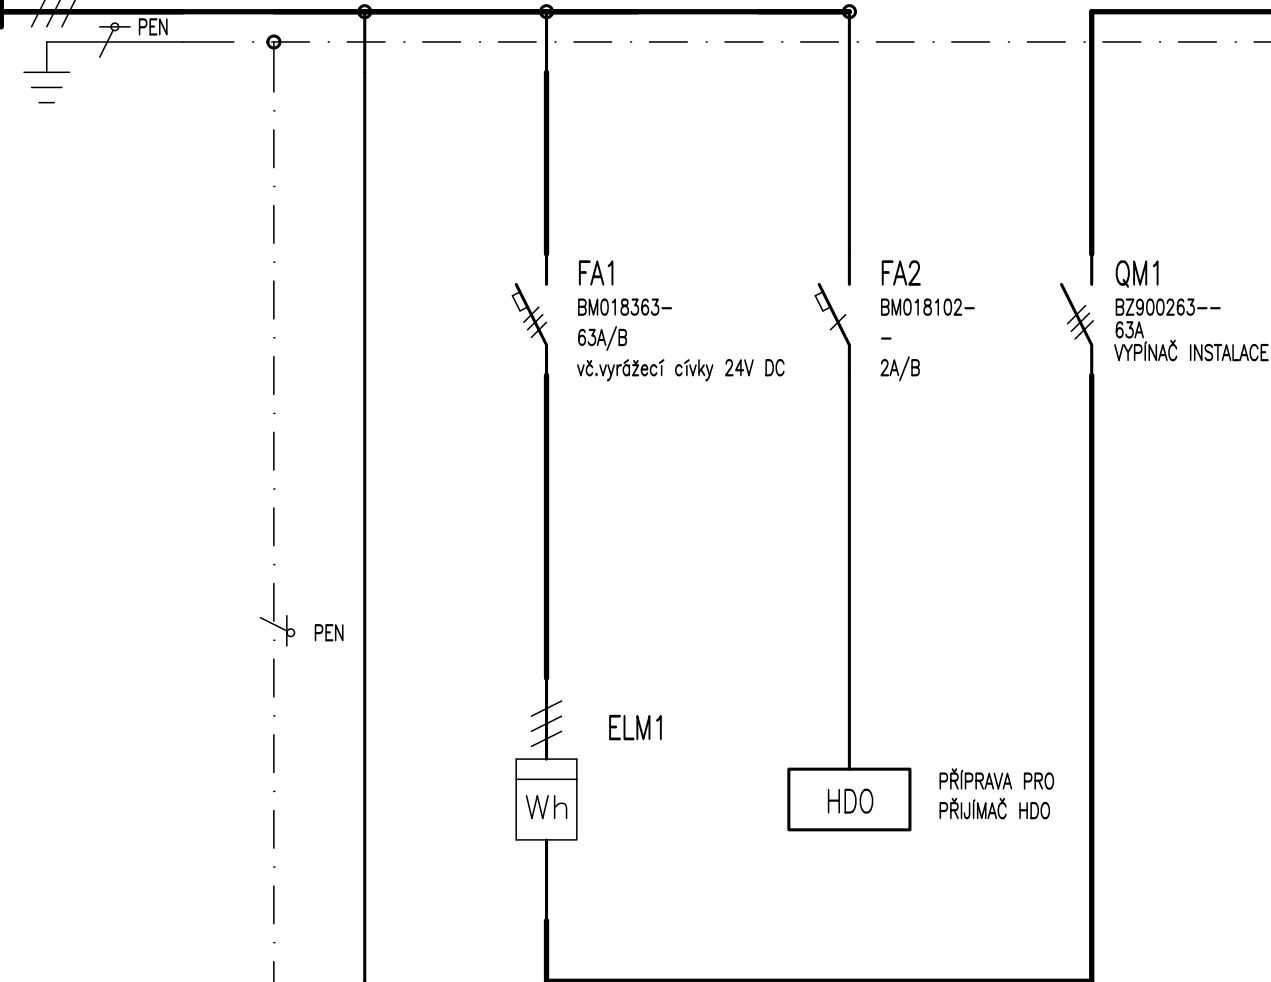 PEN
FA1
BM018363-
63A/B
vč.vyrážecí cívky 24V DC
FA2
BM018102-
-
2A/B
QM1
BZ900263--
63A
VYPÍNAČ INSTALACE
PEN
ELM1
Wh
HDO
PŘÍPRAVA PRO
PŘIJÍMAČ HDO